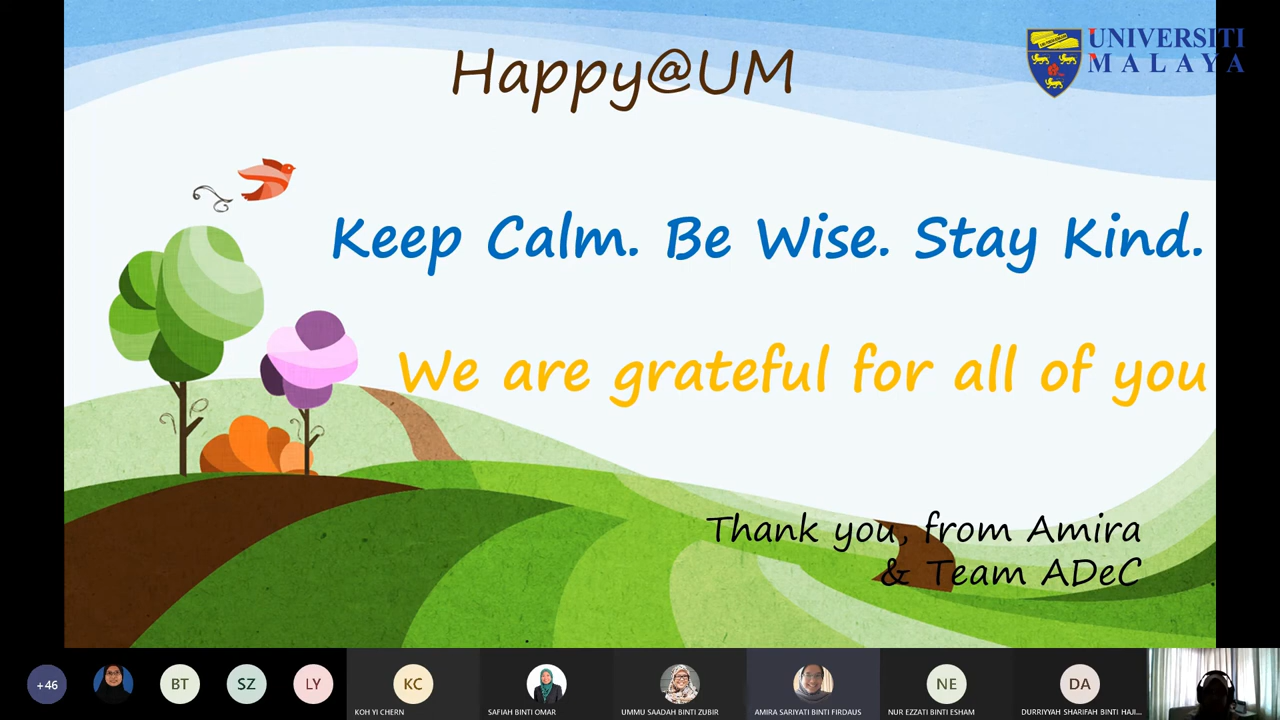 Happy@UM
UNIVERSITI
MALAYA
Keep Calm. Be Wise. Stay Kind.
We are grateful for all of you
Thank you, from Amira
& Team ADeC
+46
BT
SZ
LY
KC
NE
DA
KOH YI CHERN
SAFIAH BINTI OMAR
UMMU SAADAH BINTI ZUBIR
AMIRA SARIYATI BINTI FIRDAUS
NUR EZZATI BINTI ESHAM
DURRIYYAH SHARIFAH BINTI HAJI...